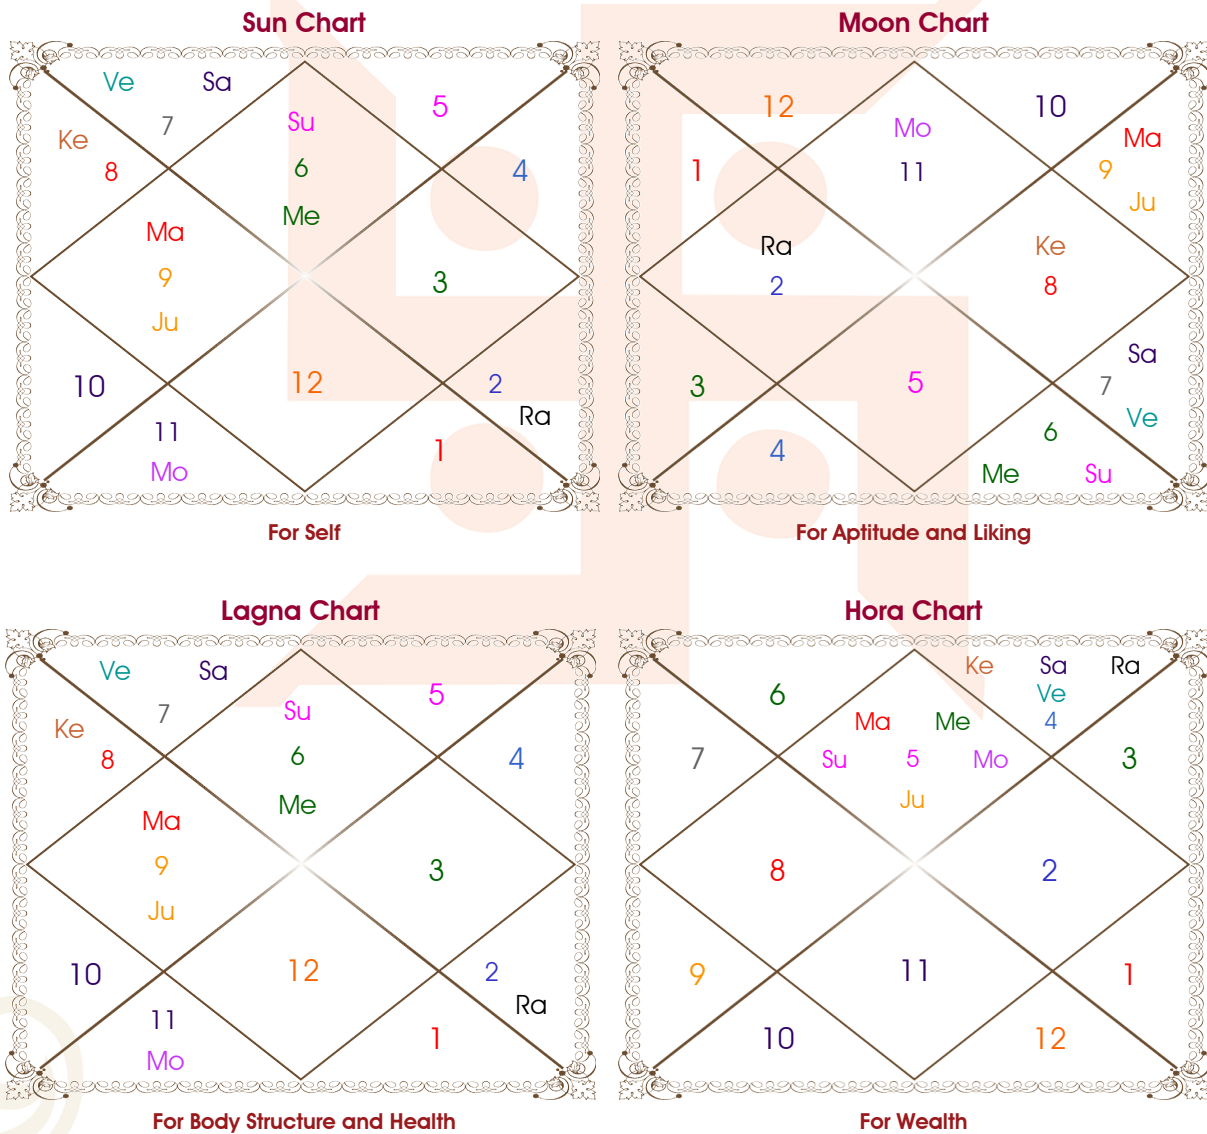 Sun Chart
Ve Sa
7
Su
5
Ke
8
6
4
Me
Ma
9
3
Ju
10
12
2
Ra
11
1
Mo
For Self
Moon Chart
12
Mo
10
Ma
1
11
9
Ju
Ra
Ke
2
8
Sa
3
5
7
Ve
4
6
Me Su
For Aptitude and Liking
Lagna Chart
Ve Sa
7
Su
5
Ke
8
6
4
Me
Ma
9
3
Ju
10
12
2
Ra
11
1
Mo
For Body Structure and Health
Hora Chart
Ke Sa Ra
6
Ve
Ma Me
4
7
Su 5 Mo
3
Ju
8
2
9
11
1
10
12
For Wealth